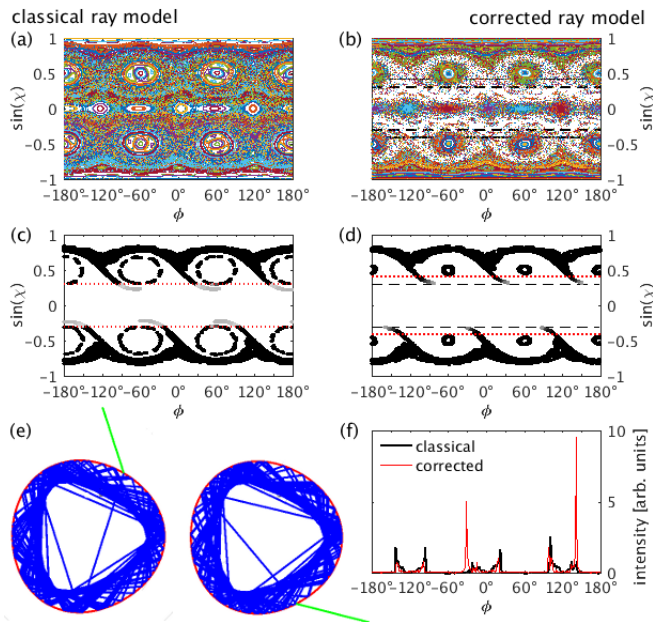 classical ray model
corrected ray model
(a)
(b)
1
0.5
0
-0.5
-1
sin(χ)
-180°-120° -60° 0° 60° 120° 180°
ϕ
1
0.5
0
-0.5
-1
sin(χ)
-180°-120° -60° 0° 60° 120° 180°
ϕ
(c)
(d)
1
0.5
0
-0.5
-1
sin(χ)
-180°-120° -60° 0° 60° 120° 180°
ϕ
1
0.5
0
-0.5
-1
sin(χ)
-180°-120° -60° 0° 60° 120° 180°
ϕ
(e)
(f)
classical
corrected
10
5
0
intensity [arb. units]
-180°-120° -60° 0° 60° 120° 180°
ϕ